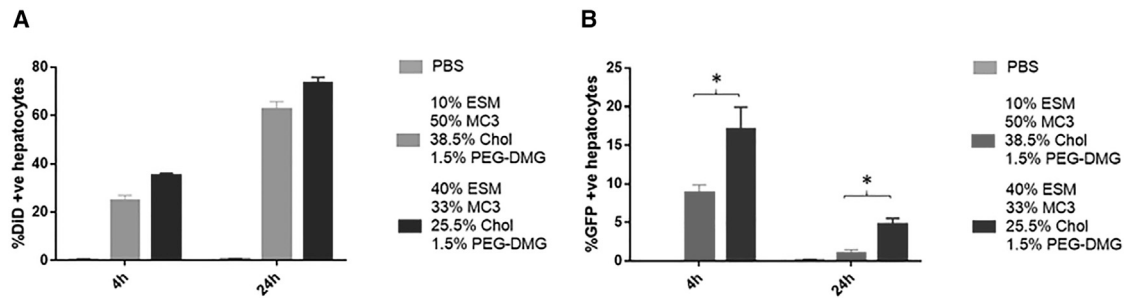 A
%DiD +ve hepatocytes
80
60
40
20
0
4h
24h
PBS
10% ESM
50% MC3
38.5% Chol
1.5% PEG-DMG
40% ESM
33% MC3
25.5% Chol
1.5% PEG-DMG
B
%GFP +ve hepatocytes
25
20
15
10
5
0
*
*
4h
24h
PBS
10% ESM
50% MC3
38.5% Chol
1.5% PEG-DMG
40% ESM
33% MC3
25.5% Chol
1.5% PEG-DMG